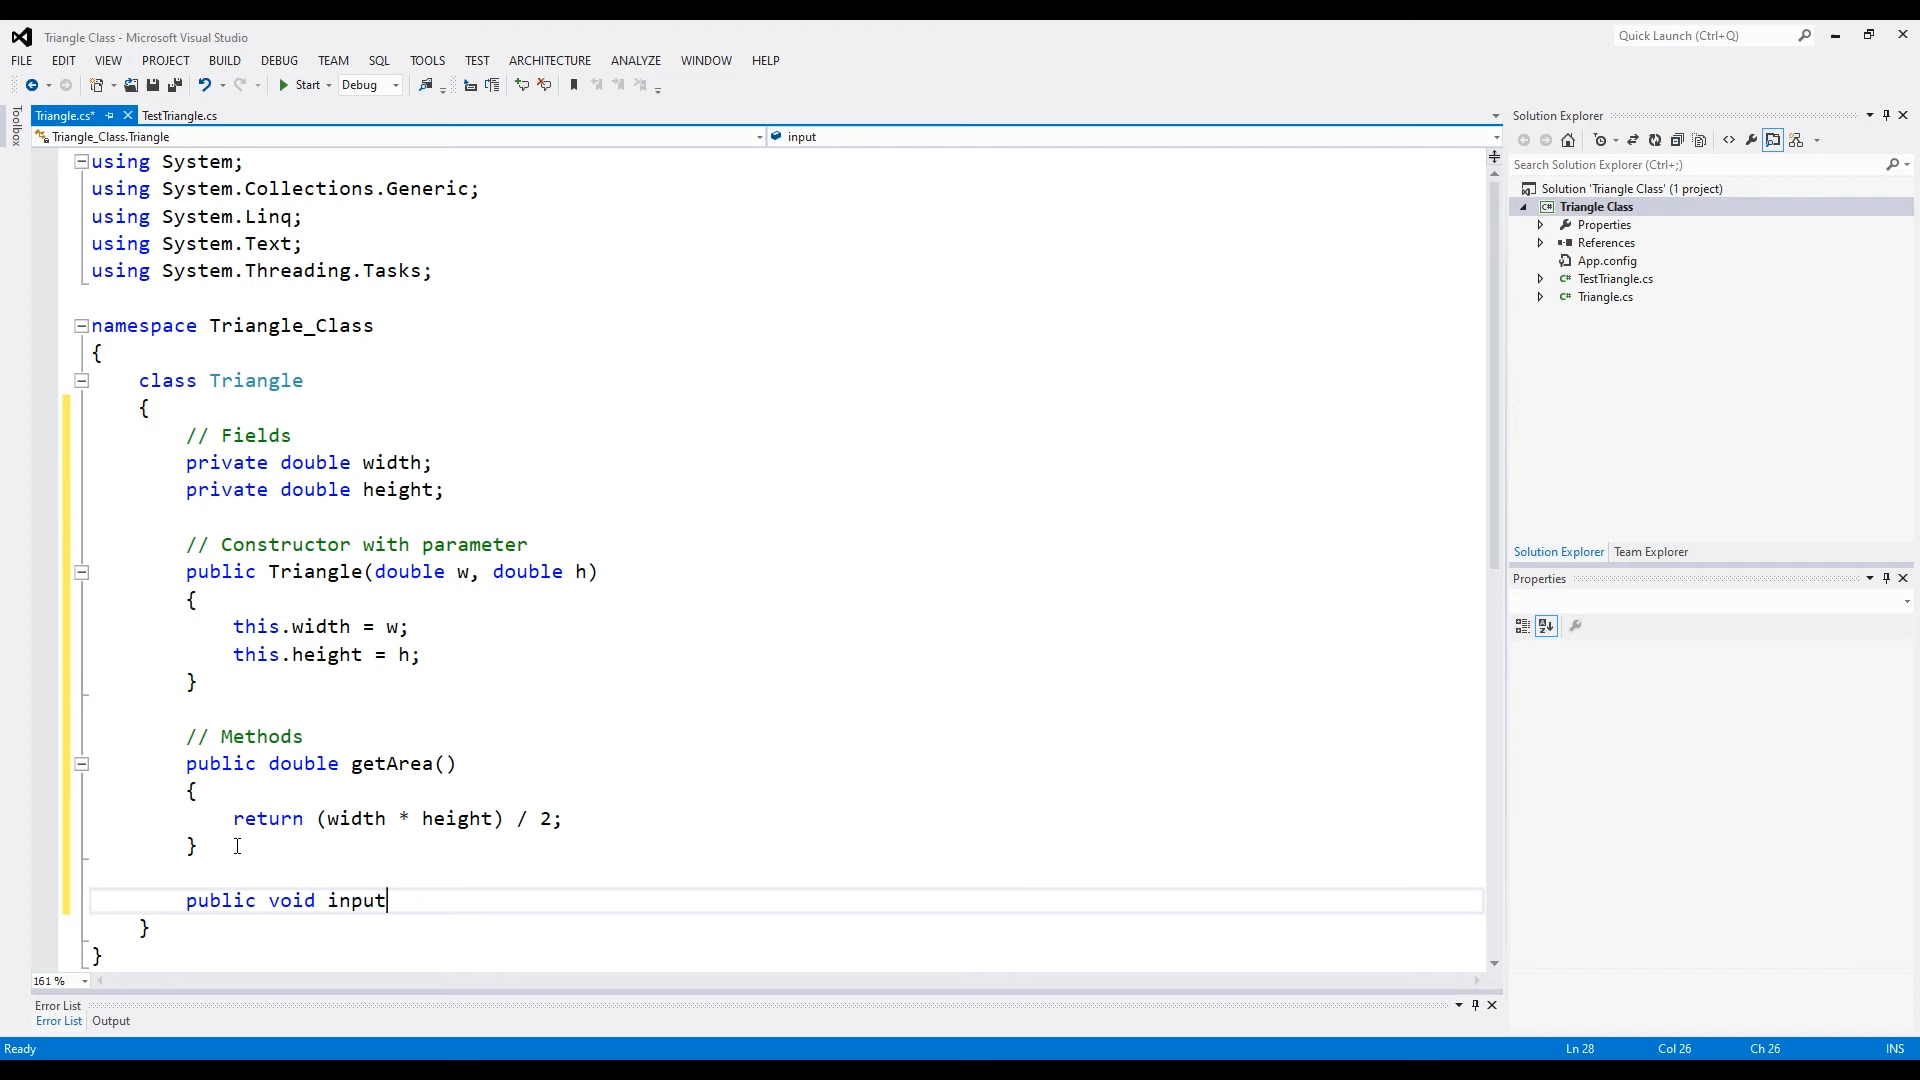 Triangle Class - Microsoft Visual Studio
Quick Launch (Ctrl+Q)
FILE EDIT VIEW PROJECT BUILD DEBUG TEAM SQL TOOLS TEST ARCHITECTURE ANALYZE WINDOW HELP
Start Debug
Toolbox
Triangle.cs* TestTriangle.cs
Triangle_Class.Triangle input
using System;
using System.Collections.Generic;
using System.Linq;
using System.Text;
using System.Threading.Tasks;
namespace Triangle_Class
{
class Triangle
{
// Fields
private double width;
private double height;
// Constructor with parameter
public Triangle(double w, double h)
{
this.width = w;
this.height = h;
}
// Methods
public double getArea()
{
return (width * height) / 2;
}
public void input
}
}
161 %
Error List
Error List Output
Solution Explorer
Search Solution Explorer (Ctrl+;)
Solution 'Triangle Class' (1 project)
C# Triangle Class
Properties
References
App.config
C# TestTriangle.cs
C# Triangle.cs
Solution Explorer Team Explorer
Properties
Ready Ln 28 Col 26 Ch 26 INS